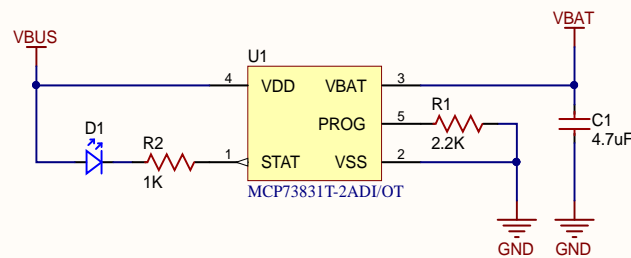 VBUS
VBAT
U1
4 VDD VBAT 3
D1
R2
1K
1 STAT
PROG 5
R1
2.2K
VSS 2
C1
4.7uF
MCP73831T-2ADI/OT
GND
GND